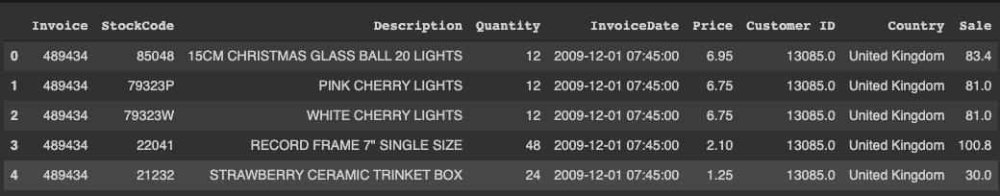 Invoice StockCode Description Quantity InvoiceDate Price Customer ID Country Sale
0 489434 85048 15CM CHRISTMAS GLASS BALL 20 LIGHTS 12 2009-12-01 07:45:00 6.95 13085.0 United Kingdom 83.4
1 489434 79323P PINK CHERRY LIGHTS 12 2009-12-01 07:45:00 6.75 13085.0 United Kingdom 81.0
2 489434 79323W WHITE CHERRY LIGHTS 12 2009-12-01 07:45:00 6.75 13085.0 United Kingdom 81.0
3 489434 22041 RECORD FRAME 7" SINGLE SIZE 48 2009-12-01 07:45:00 2.10 13085.0 United Kingdom 100.8
4 489434 21232 STRAWBERRY CERAMIC TRINKET BOX 24 2009-12-01 07:45:00 1.25 13085.0 United Kingdom 30.0